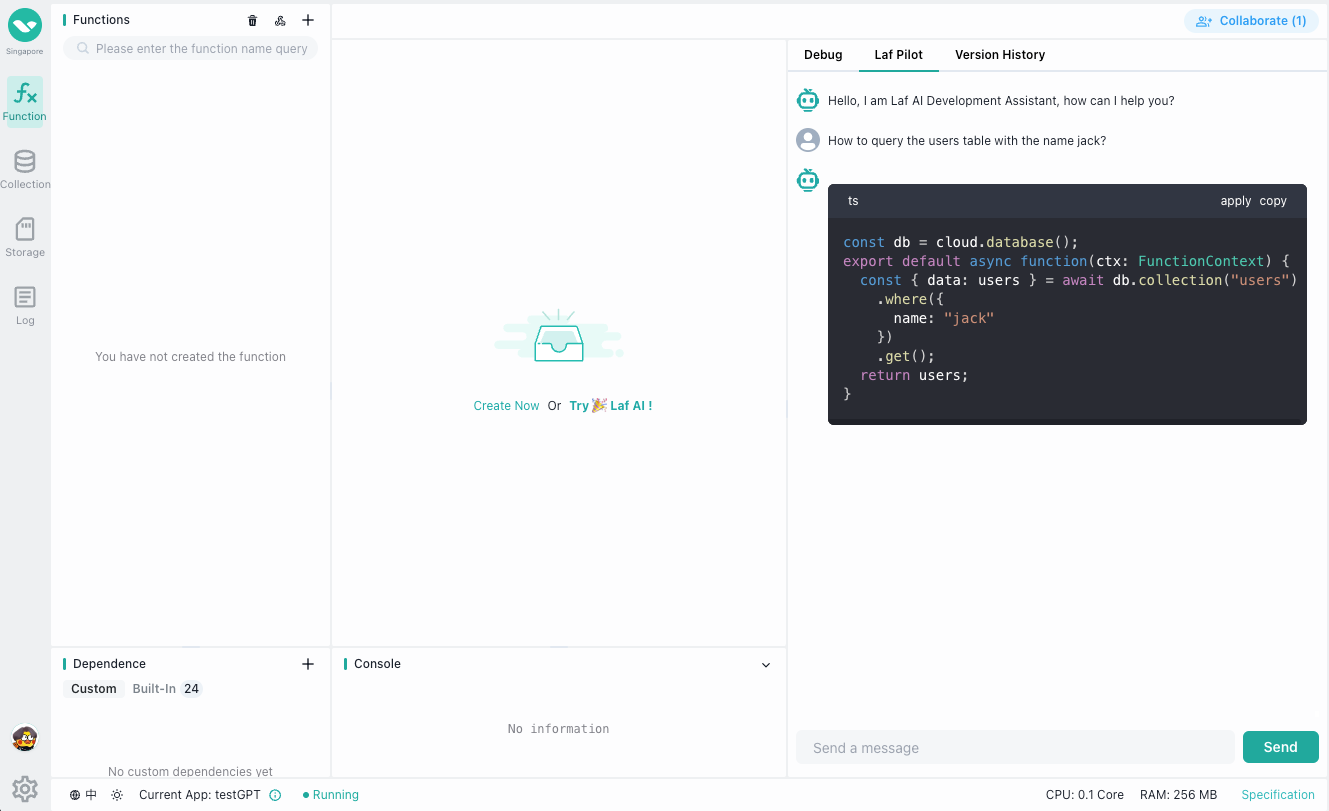 Singapore
Function
Collection
Storage
Log
Functions
Please enter the function name query
You have not created the function
Dependence
Custom Built-In 24
No custom dependencies yet
Create Now Or Try 🎉 Laf AI !
Console
No information
Collaborate (1)
Debug Laf Pilot Version History
Hello, I am Laf AI Development Assistant, how can I help you?
How to query the users table with the name jack?
ts apply copy
const db = cloud.database();
export default async function(ctx: FunctionContext) {
  const { data: users } = await db.collection("users")
    .where({
      name: "jack"
    })
    .get();
  return users;
}
Send a message Send
中 Current App: testGPT Running CPU: 0.1 Core RAM: 256 MB Specification